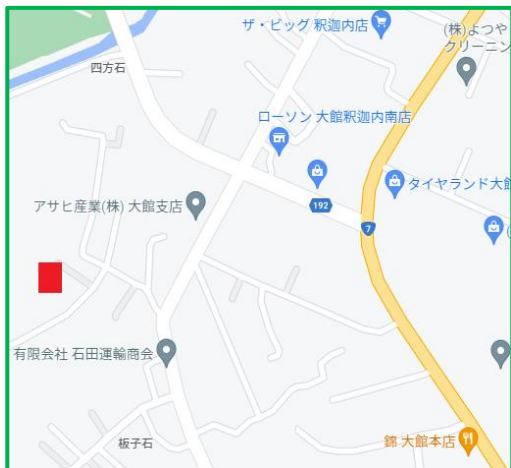 ザ・ビッグ 釈迦内店
(株)よつや
クリーニン
四方石
ローソン 大館釈迦内南店
タイヤランド大館
アサヒ産業(株) 大館支店
192
7
(
有限会社 石田運輸商会
板子石
錦 大館本店